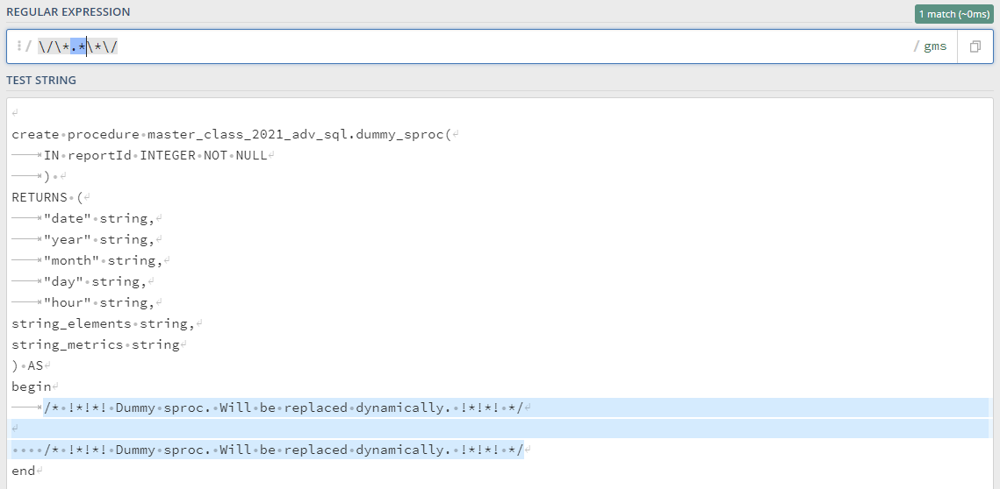 REGULAR EXPRESSION
1 match (~0ms)
/ \/\*.*\*\/ / gms
TEST STRING
create procedure master_class_2021_adv_sql.dummy_sproc(
IN reportId INTEGER NOT NULL
)
RETURNS (
"date" string,
"year" string,
"month" string,
"day" string,
"hour" string,
string_elements string,
string_metrics string
) AS
begin
/* !*!*! Dummy sproc. Will be replaced dynamically. !*!*! */
/* !*!*! Dummy sproc. Will be replaced dynamically. !*!*! */
end